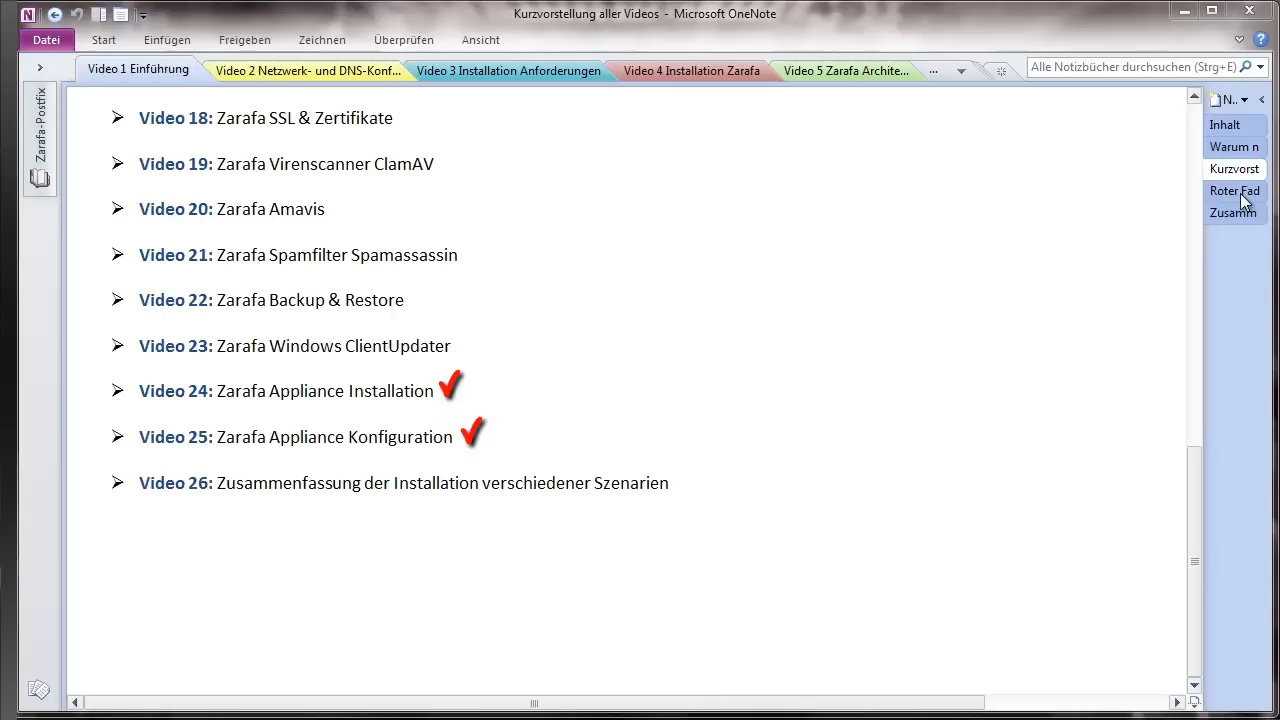 Kurzvorstellung aller Videos - Microsoft OneNote
Datei Start Einfügen Freigeben Zeichnen Überprüfen Ansicht
Video 1 Einführung Video 2 Netzwerk- und DNS-Konf... Video 3 Installation Anforderungen Video 4 Installation Zarafa Video 5 Zarafa Archite... ... Alle Notizbücher durchsuchen (Strg+E)
Zarafa-Postfix
N..
Inhalt
Warum n
Kurzvorst
Roter Fad
Zusamm
Video 18: Zarafa SSL & Zertifikate
Video 19: Zarafa Virenscanner ClamAV
Video 20: Zarafa Amavis
Video 21: Zarafa Spamfilter Spamassassin
Video 22: Zarafa Backup & Restore
Video 23: Zarafa Windows ClientUpdater
Video 24: Zarafa Appliance Installation
Video 25: Zarafa Appliance Konfiguration
Video 26: Zusammenfassung der Installation verschiedener Szenarien